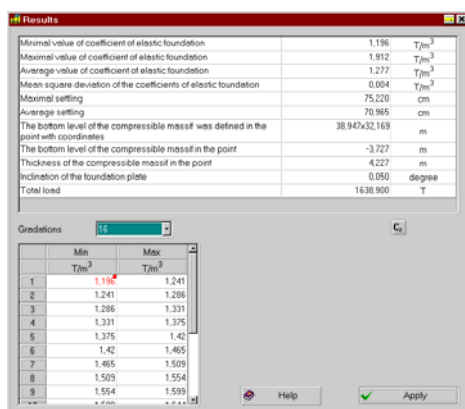 Results
Minimal value of coefficient of elastic foundation 1,196 T/m³
Maximal value of coefficient of elastic foundation 1,912 T/m³
Average value of coefficient of elastic foundation 1,277 T/m³
Mean square deviation of the coefficients of elastic foundation 0,004 T/m³
Maximal settling 75,220 cm
Average settling 70,965 cm
The bottom level of the compressible massif was defined in the point with coordinates 38,947x32,169 m
The bottom level of the compressible massif in the point -3,727 m
Thickness of the compressible massif in the point 4,227 m
Inclination of the foundation plate 0,050 degree
Total load 1638,900 T
Gradations 16
Min Max
T/m³ T/m³
1 1,196 1,241
2 1,241 1,286
3 1,286 1,331
4 1,331 1,375
5 1,375 1,42
6 1,42 1,465
7 1,465 1,509
8 1,509 1,554
9 1,554 1,599
Help Apply